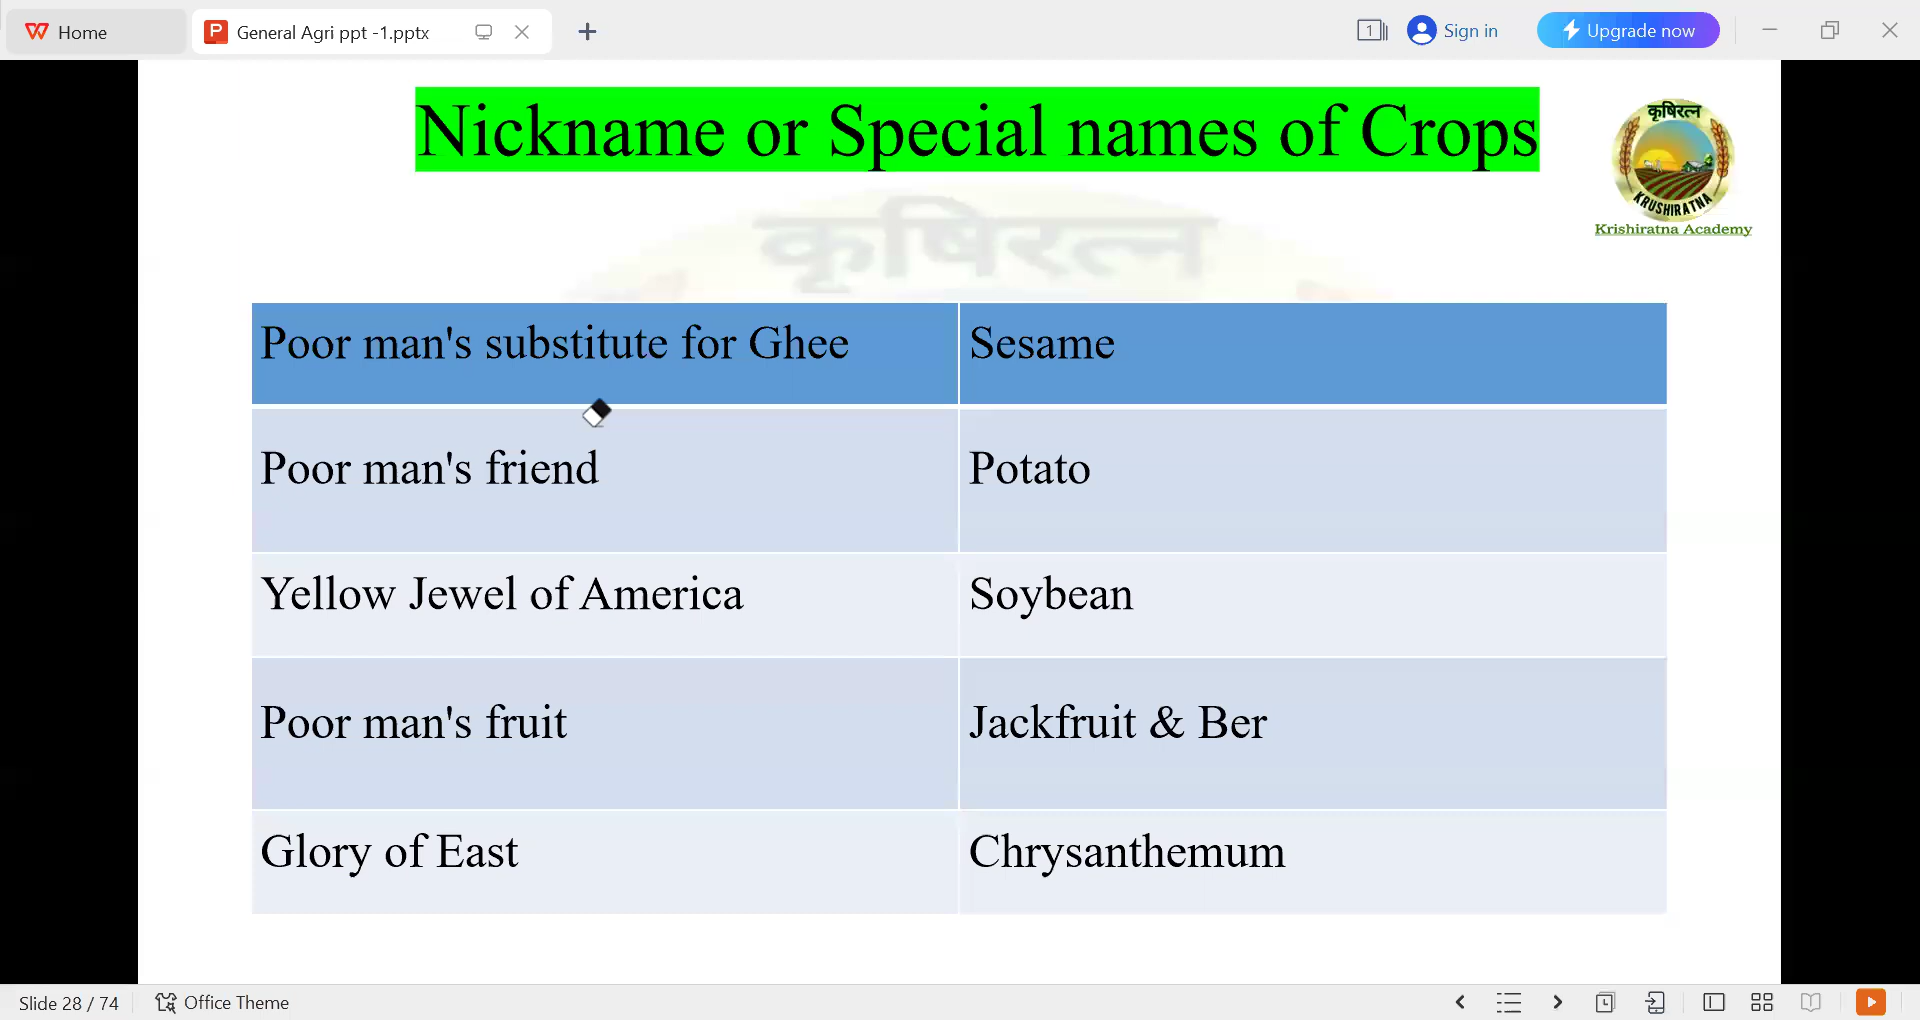 Home
General Agri ppt -1.pptx
1
Sign in
Upgrade now
Nickname or Special names of Crops
कृषिरत्न
KRUSHIRATNA
Krishiratna Academy
कृषिरत्न
Poor man's substitute for Ghee
Sesame
Poor man's friend
Potato
Yellow Jewel of America
Soybean
Poor man's fruit
Jackfruit & Ber
Glory of East
Chrysanthemum
Slide 28 / 74
Office Theme